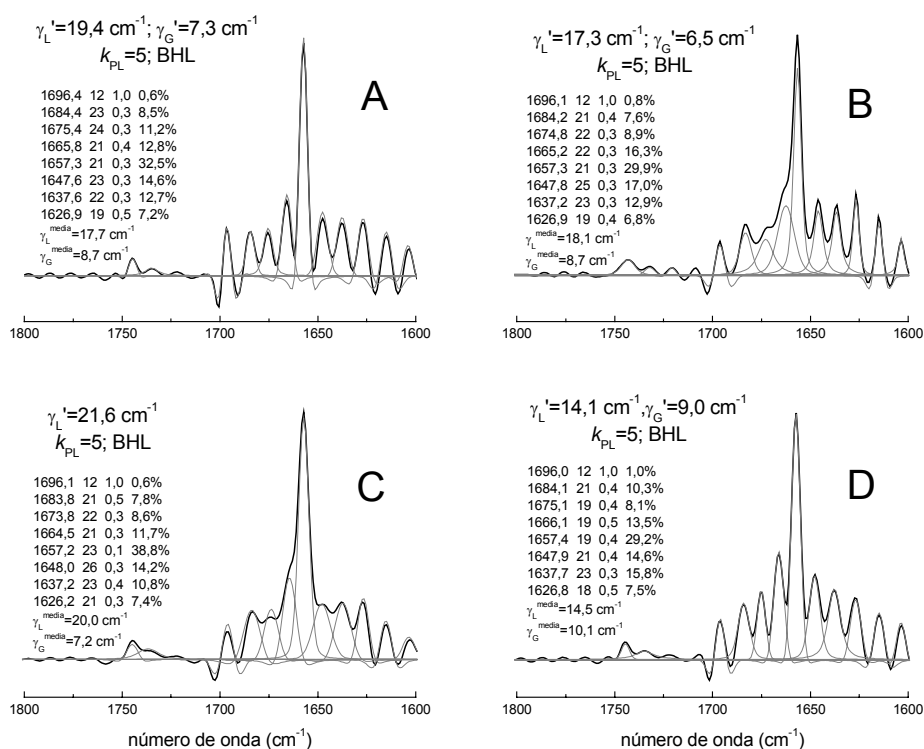 γL'=19,4 cm-1; γG'=7,3 cm-1
kPL=5; BHL
A
1696,4 12 1,0 0,6%
1684,4 23 0,3 8,5%
1675,4 24 0,3 11,2%
1665,8 21 0,4 12,8%
1657,3 21 0,3 32,5%
1647,6 23 0,3 14,6%
1637,6 22 0,3 12,7%
1626,9 19 0,5 7,2%
γL media=17,7 cm-1
γG media=8,7 cm-1
1800 1750 1700 1650 1600
γL'=17,3 cm-1; γG'=6,5 cm-1
kPL=5; BHL
B
1696,1 12 1,0 0,8%
1684,2 21 0,4 7,6%
1674,8 22 0,3 8,9%
1665,2 22 0,3 16,3%
1657,3 21 0,3 29,9%
1647,8 25 0,3 17,0%
1637,2 23 0,3 12,9%
1626,9 19 0,4 6,8%
γL media=18,1 cm-1
γG media=8,7 cm-1
1800 1750 1700 1650 1600
γL'=21,6 cm-1
kPL=5; BHL
C
1696,1 12 1,0 0,6%
1683,8 21 0,5 7,8%
1673,8 22 0,3 8,6%
1664,5 21 0,3 11,7%
1657,2 23 0,1 38,8%
1648,0 26 0,3 14,2%
1637,2 23 0,4 10,8%
1626,2 21 0,3 7,4%
γL media=20,0 cm-1
γG media=7,2 cm-1
1800 1750 1700 1650 1600
número de onda (cm-1)
γL'=14,1 cm-1,γG'=9,0 cm-1
kPL=5; BHL
D
1696,0 12 1,0 1,0%
1684,1 21 0,4 10,3%
1675,1 19 0,4 8,1%
1666,1 19 0,5 13,5%
1657,4 19 0,4 29,2%
1647,9 21 0,4 14,6%
1637,7 23 0,3 15,8%
1626,8 18 0,5 7,5%
γL media=14,5 cm-1
γG media=10,1 cm-1
1800 1750 1700 1650 1600
número de onda (cm-1)